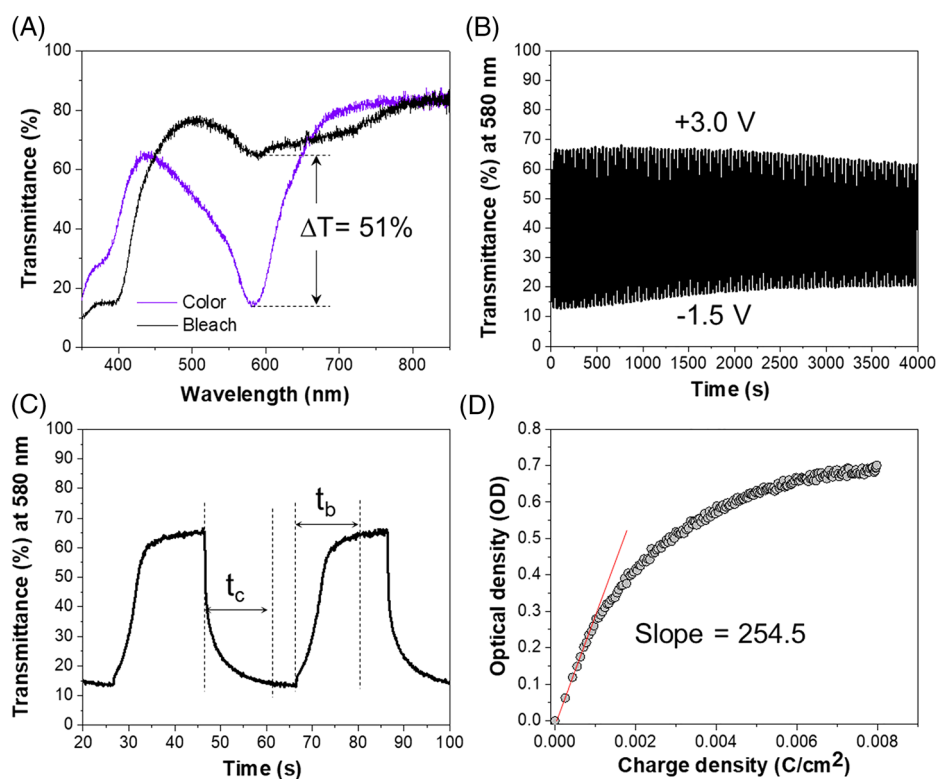 (A)
Transmittance (%)
100
80
60
40
20
0
ΔT= 51%
Color
Bleach
400 500 600 700 800
Wavelength (nm)
(B)
Transmittance (%) at 580 nm
100
90
80
70
60
50
40
30
20
10
0
+3.0 V
-1.5 V
0 500 1000 1500 2000 2500 3000 3500 4000
Time (s)
(C)
Transmittance (%) at 580 nm
100
90
80
70
60
50
40
30
20
10
0
tb
tc
20 30 40 50 60 70 80 90 100
Time (s)
(D)
Optical density (OD)
0.8
0.7
0.6
0.5
0.4
0.3
0.2
0.1
0.0
Slope = 254.5
0.000 0.002 0.004 0.006 0.008
Charge density (C/cm²)